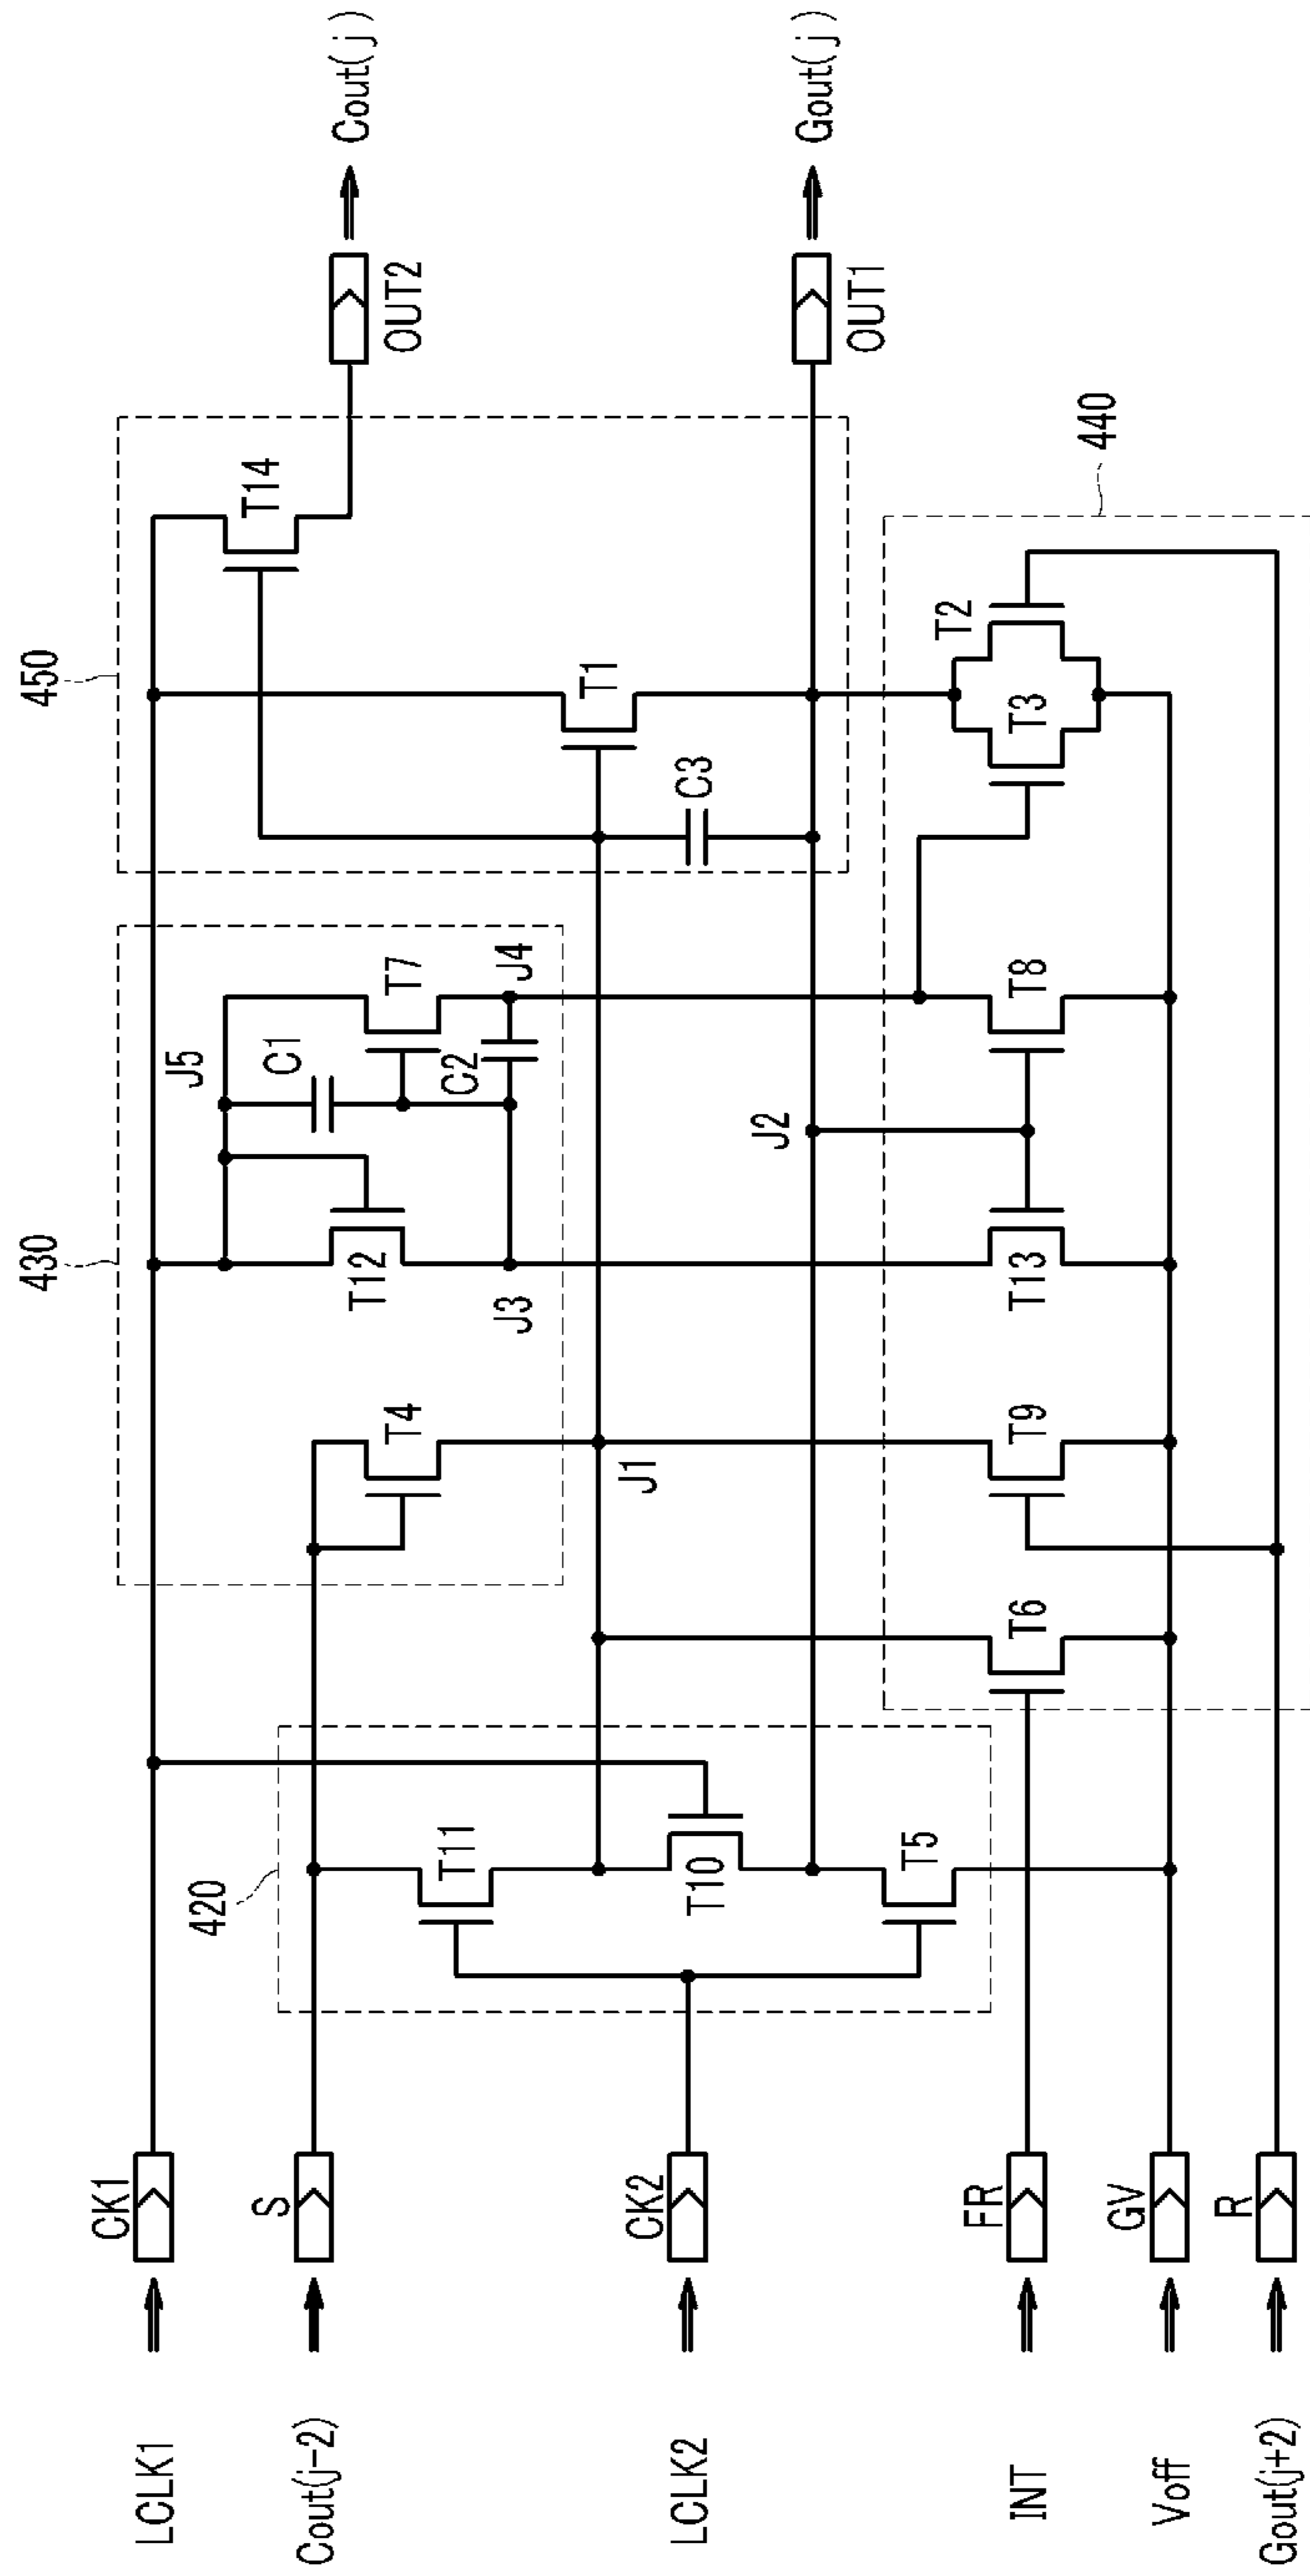 LCLK1
CK1
Cout(j-2)
S
LCLK2
CK2
INT
FR
Voff
GV
Gout(j+2)
R
420
T11
T10
T5
430
T4
T12
J3
J5
C1
T7
C2
J4
J1
J2
450
T14
T1
C3
440
T6
T9
T13
T8
T3
T2
OUT2
Cout(j)
OUT1
Gout(j)